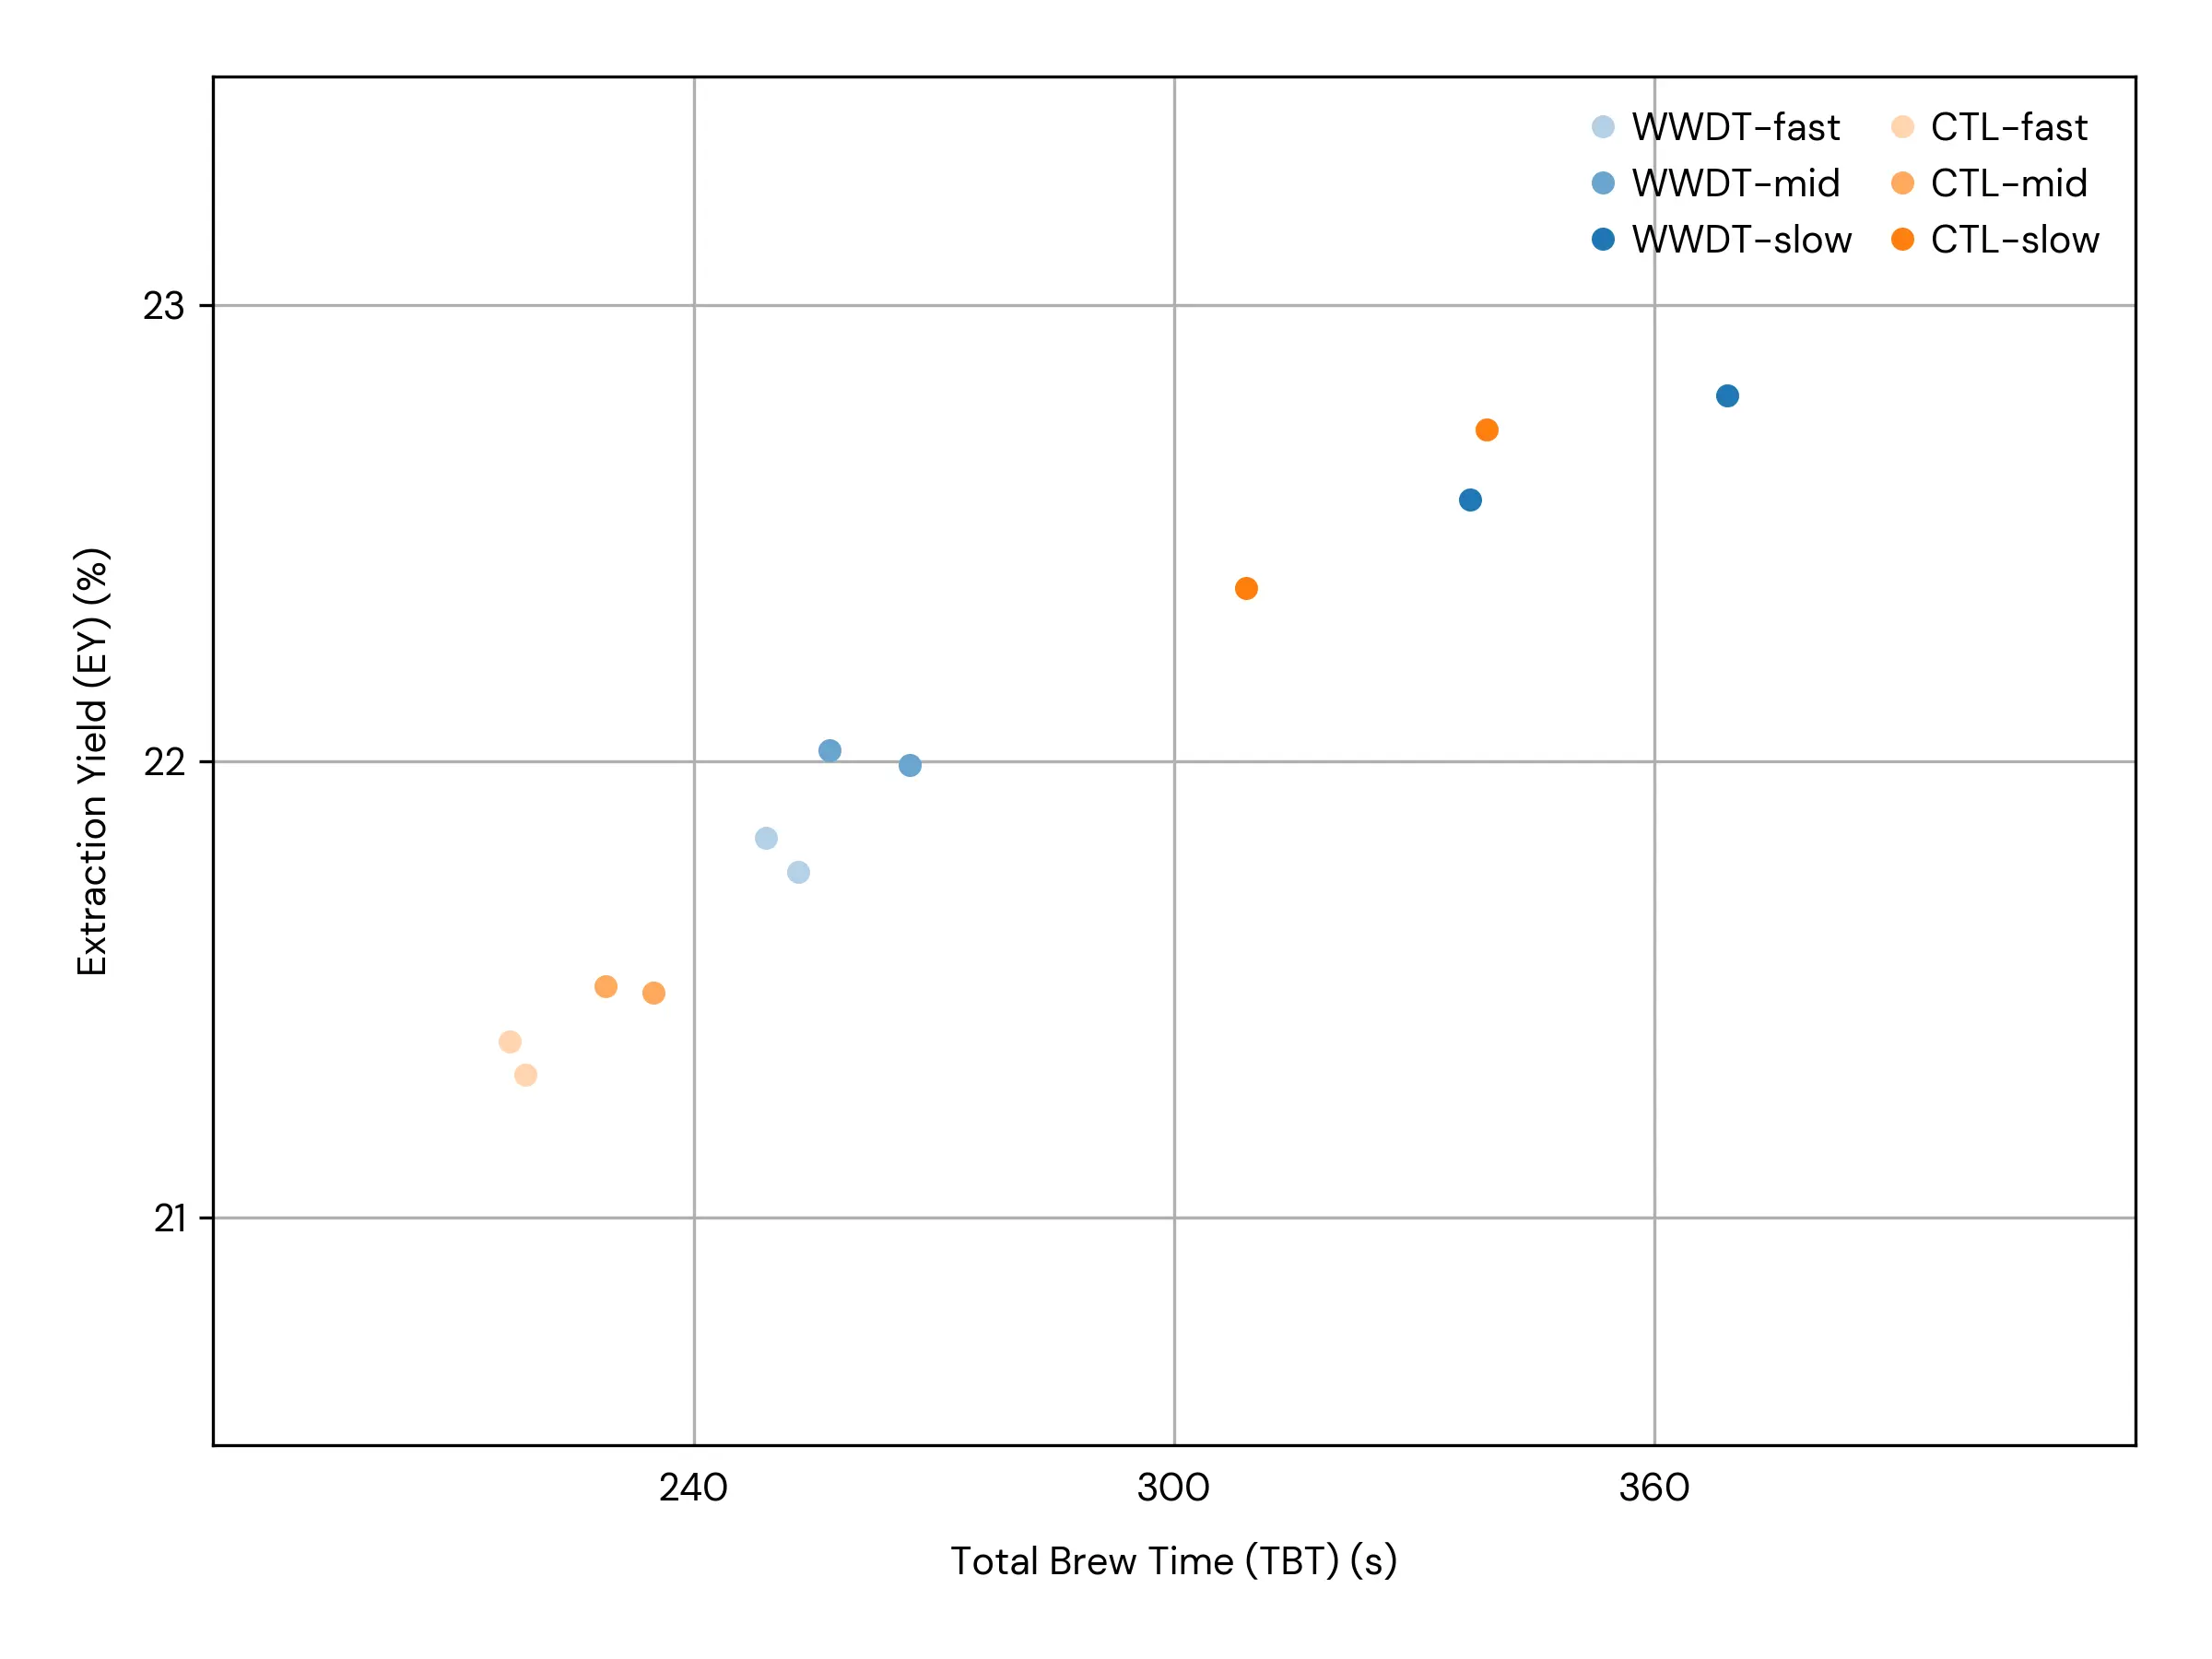 WWDT-fast CTL-fast
WWDT-mid CTL-mid
WWDT-slow CTL-slow
23
22
21
Extraction Yield (EY) (%)
240 300 360
Total Brew Time (TBT) (s)